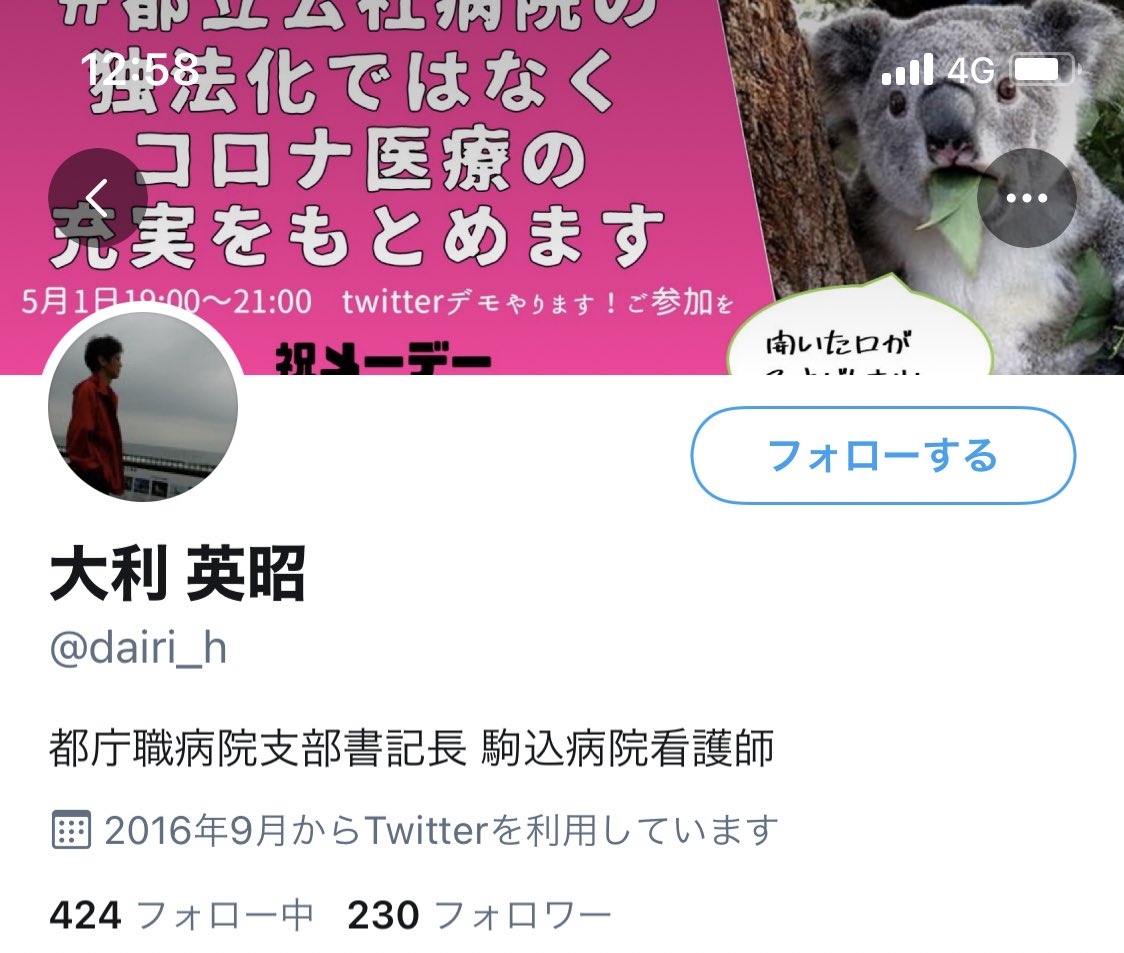 #都立公社病院の
12:58
4G
独法化ではなく
コロナ医療の
充実をもとめます
5月1日19:00〜21:00 twitterデモやります！ご参加を
祝メーデー
開いた口が
フォローする
大利 英昭
@dairi_h
都庁職病院支部書記長 駒込病院看護師
2016年9月からTwitterを利用しています
424 フォロー中 230 フォロワー